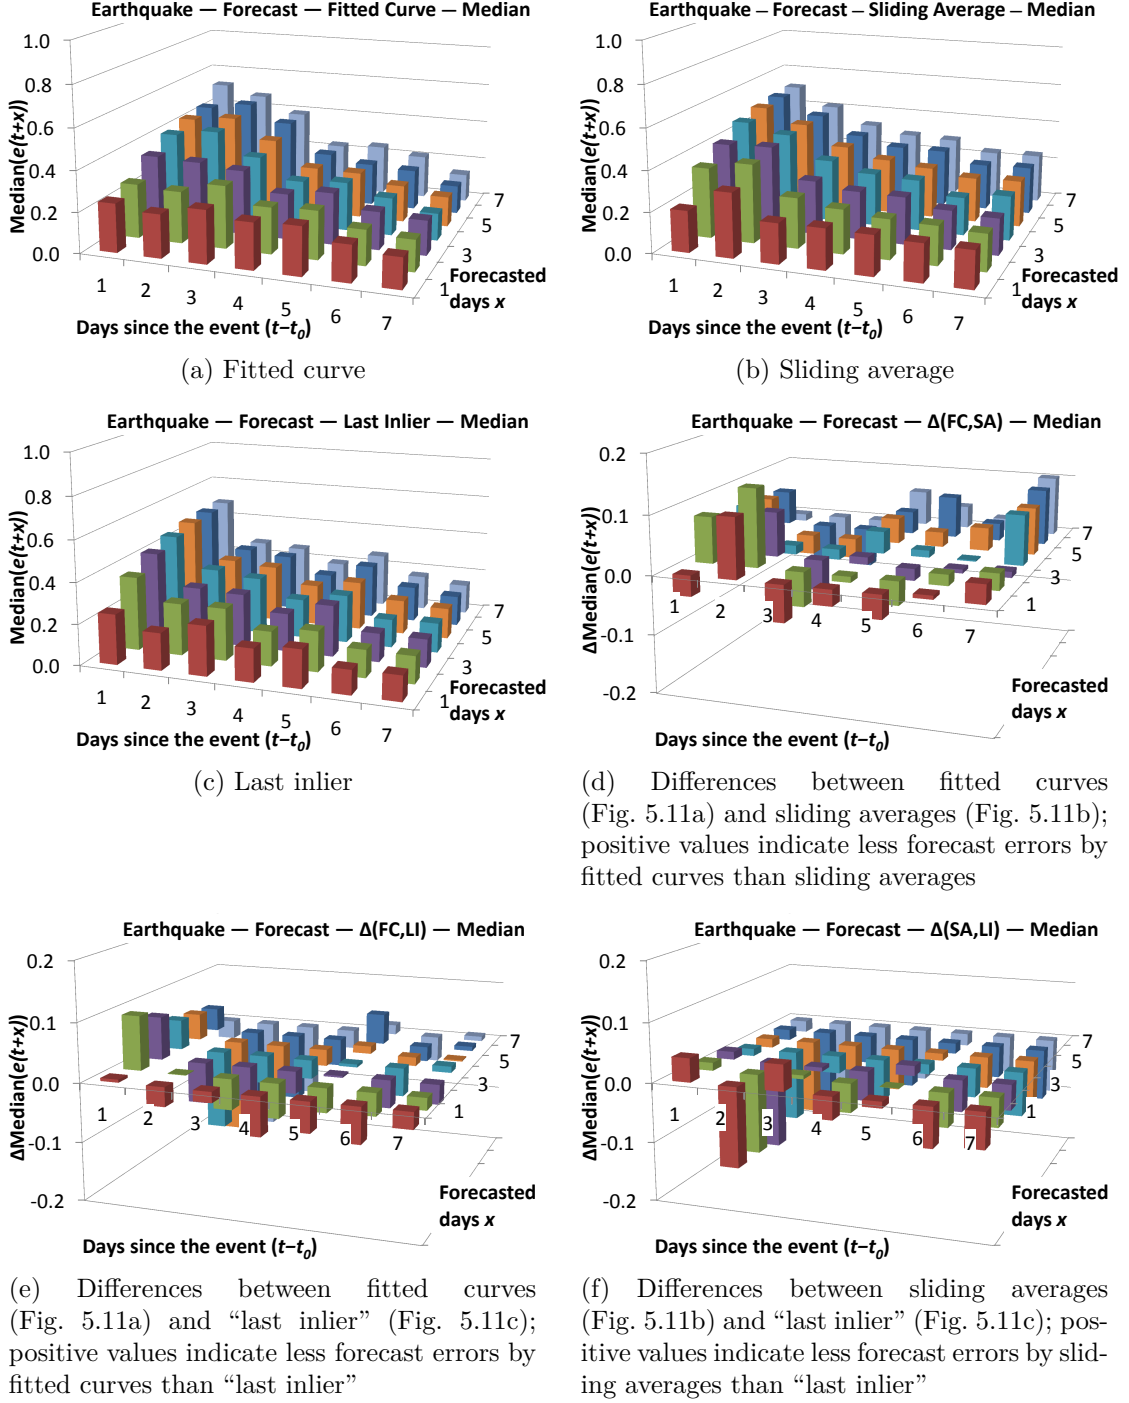 Earthquake — Forecast — Fitted Curve — Median
1.0
0.8
0.6
0.4
0.2
0.0
Median(e(t+x))
1 2 3 4 5 6 7
1 3 5 7
Forecasted
days x
Days since the event (t−t0)
(a) Fitted curve
Earthquake – Forecast – Sliding Average – Median
1.0
0.8
0.6
0.4
0.2
0.0
Median(e(t+x))
1 2 3 4 5 6 7
1 3 5 7
Forecasted
days x
Days since the event (t−t0)
(b) Sliding average
Earthquake — Forecast — Last Inlier — Median
1.0
0.8
0.6
0.4
0.2
0.0
Median(e(t+x))
1 2 3 4 5 6 7
1 3 5 7
Forecasted
days x
Days since the event (t−t0)
(c) Last inlier
Earthquake — Forecast — Δ(FC,SA) — Median
0.2
0.1
0.0
-0.1
-0.2
ΔMedian(e(t+x))
1 2 3 4 5 6 7
1 3 5 7
Forecasted
days x
Days since the event (t−t0)
(d) Differences between fitted curves
(Fig. 5.11a) and sliding averages (Fig. 5.11b);
positive values indicate less forecast errors by
fitted curves than sliding averages
Earthquake — Forecast — Δ(FC,LI) — Median
0.2
0.1
0.0
-0.1
-0.2
ΔMedian(e(t+x))
1 2 3 4 5 6 7
1 3 5 7
Forecasted
days x
Days since the event (t−t0)
(e) Differences between fitted curves
(Fig. 5.11a) and “last inlier” (Fig. 5.11c);
positive values indicate less forecast errors by
fitted curves than “last inlier”
Earthquake — Forecast — Δ(SA,LI) — Median
0.2
0.1
0.0
-0.1
-0.2
ΔMedian(e(t+x))
1 2 3 4 5 6 7
1 3 5 7
Forecasted
days x
Days since the event (t−t0)
(f) Differences between sliding averages
(Fig. 5.11b) and “last inlier” (Fig. 5.11c); pos-
itive values indicate less forecast errors by slid-
ing averages than “last inlier”